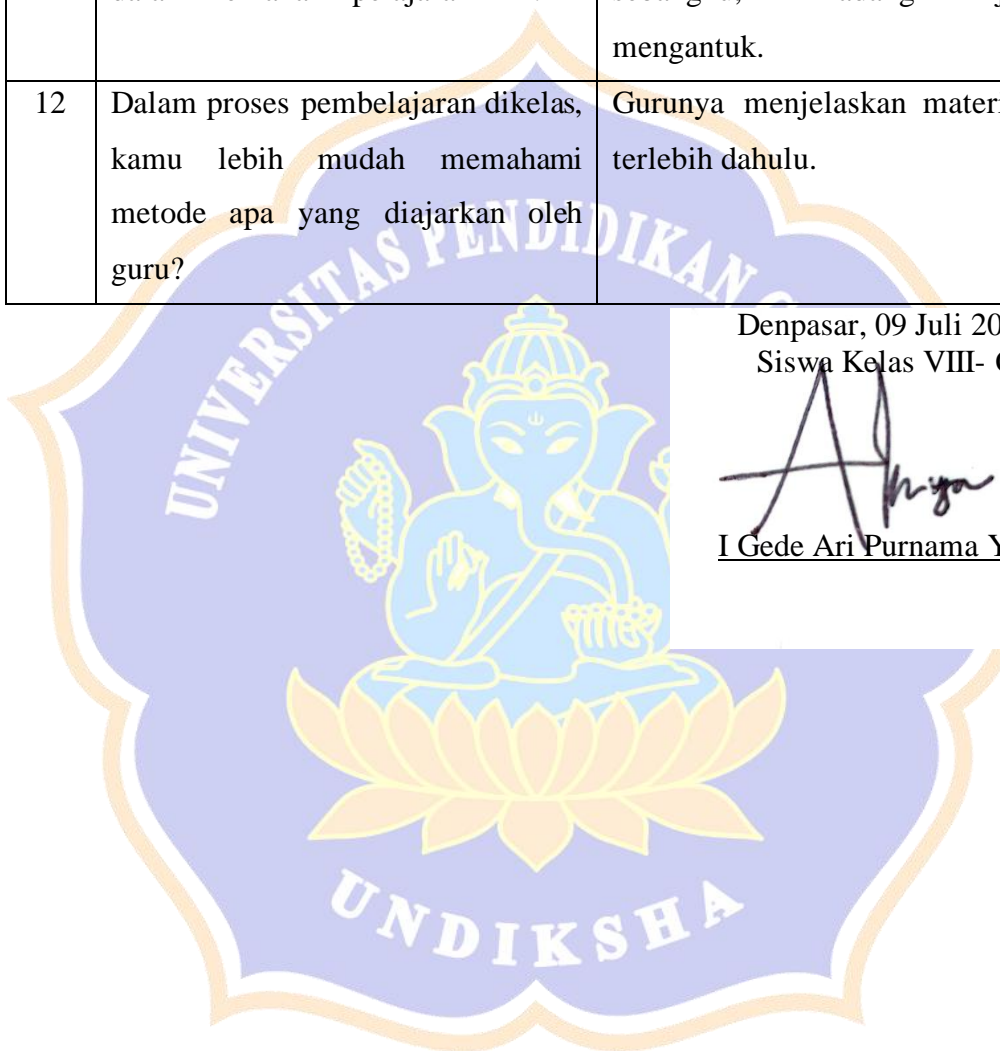 mengantuk.
12 Dalam proses pembelajaran dikelas, Gurunya menjelaskan materi
kamu lebih mudah memahami terlebih dahulu.
metode apa yang diajarkan oleh
guru?
UNIVERSITAS PENDIDIKAN
Denpasar, 09 Juli 20
Siswa Kelas VIII-
I Gede Ari Purnama Y
UNDIKSHA